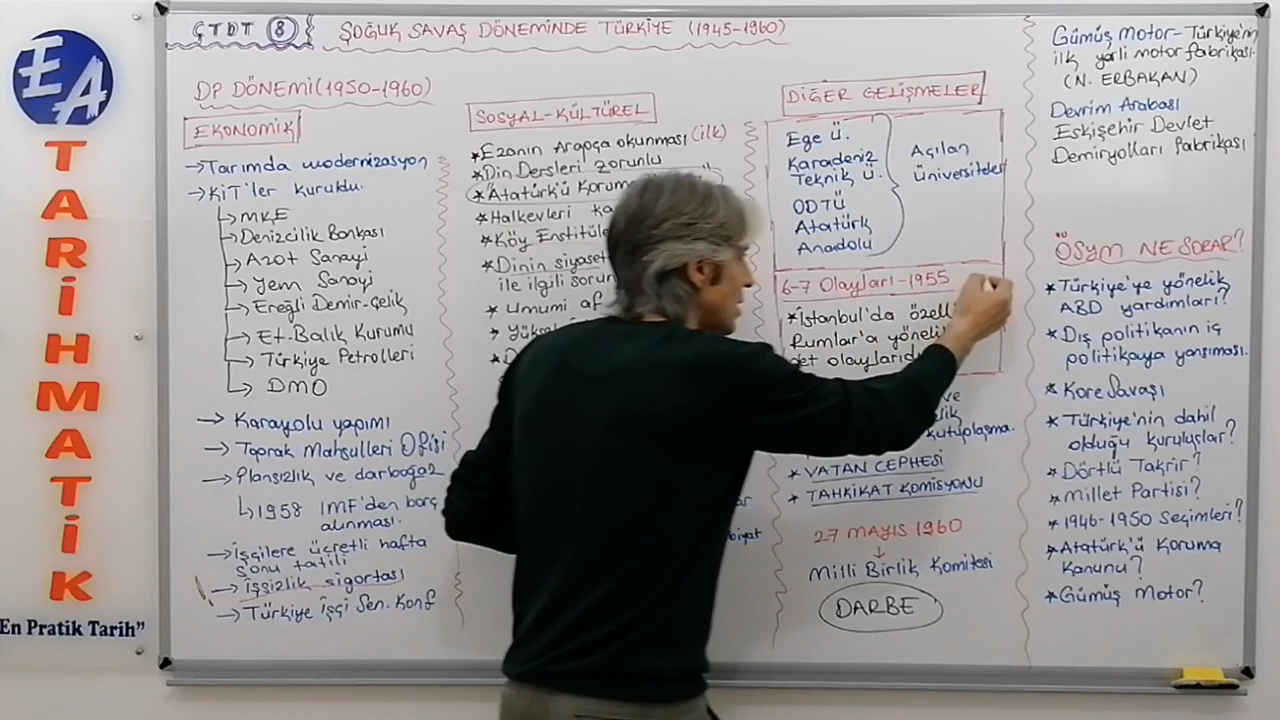 EA
TARİHMATİK
"En Pratik Tarih"
ÇTDT 8
SOĞUK SAVAŞ DÖNEMİNDE TÜRKİYE (1945-1960)
DP DÖNEMİ (1950-1960)
EKONOMİK
→Tarımda modernizasyon
→KİT'ler kuruldu.
→MKE
→Denizcilik Bankası
→Azot Sanayi
→Yem Sanayi
→Ereğli Demir-Çelik
→Et-Balık Kurumu
→Türkiye Petrolleri
→DMO
→Karayolu yapımı
→Toprak Mahsulleri Ofisi
→Plansızlık ve darboğaz
1958 IMF'den borç
alınması.
→İşçilere ücretli hafta
sonu tatili
→İşsizlik sigortası
→Türkiye İşçi Sen. Konf
SOSYAL-KÜLTÜREL
*Ezanın Arapça okunması (ilk)
*Din Dersleri zorunlu
*Atatürk'ü Koruma
*Halkevleri
*Köy Enstitüle
*Dinin siyaset
ile ilgili
*Umumi af
DİĞER GELİŞMELER
Ege Ü.
Karadeniz
Teknik Ü.
ODTÜ
Atatürk
Anadolu
Açılan
üniversiteler
6-7 Olayları-1955
*İstanbul'da
Rumlar'a
kutuplaşma.
*VATAN CEPHESİ
*TAHKİKAT KOMİSYONU
27 MAYIS 1960
↓
Milli Birlik Komitesi
DARBE
Gümüş Motor-Türkiye'nin
ilk yerli motor fabrikası.
(N. ERBAKAN)
Devrim Arabası
Eskişehir Devlet
Demiryolları Fabrikası
ÖSYM NE SORAR?
*Türkiye'ye yönelik
ABD yardımları?
*Dış politikanın iç
politikaya yansıması.
*Kore Savaşı
*Türkiye'nin dahil
olduğu kuruluşlar?
*Dörtlü Takrir?
*Millet Partisi?
*1946-1950 Seçimleri?
*Atatürk'ü Koruma
Kanunu?
*Gümüş Motor?